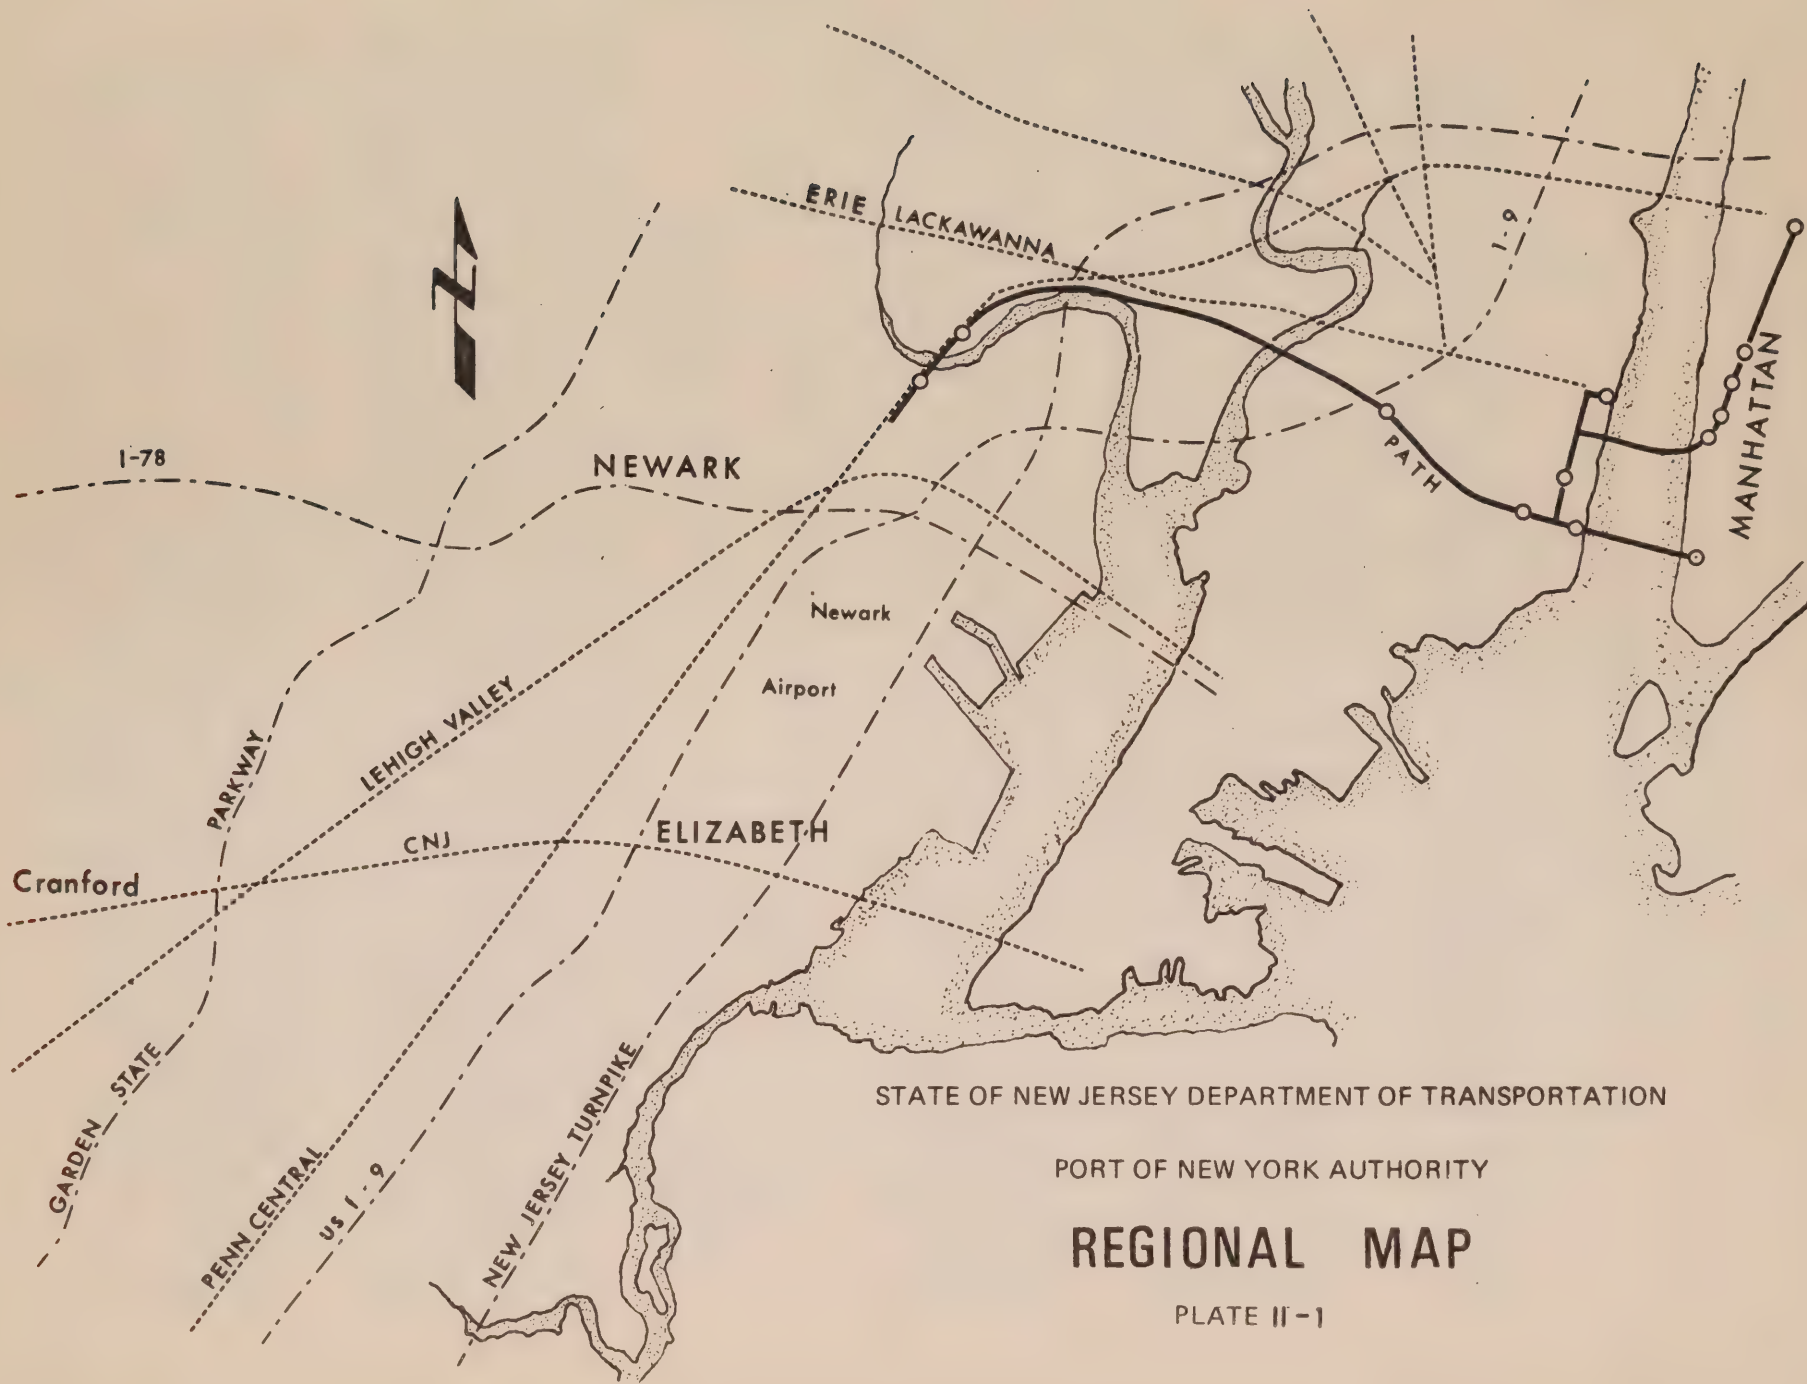 ERIE LACKAWANNA
1-9
MANHATTAN
I-78
NEWARK
PATH
Newark
Airport
LEHIGH VALLEY
PARKWAY
CNJ
ELIZABETH
Cranford
GARDEN STATE
PENN CENTRAL
US 1-9
NEW JERSEY TURNPIKE
STATE OF NEW JERSEY DEPARTMENT OF TRANSPORTATION
PORT OF NEW YORK AUTHORITY
REGIONAL MAP
PLATE II-1